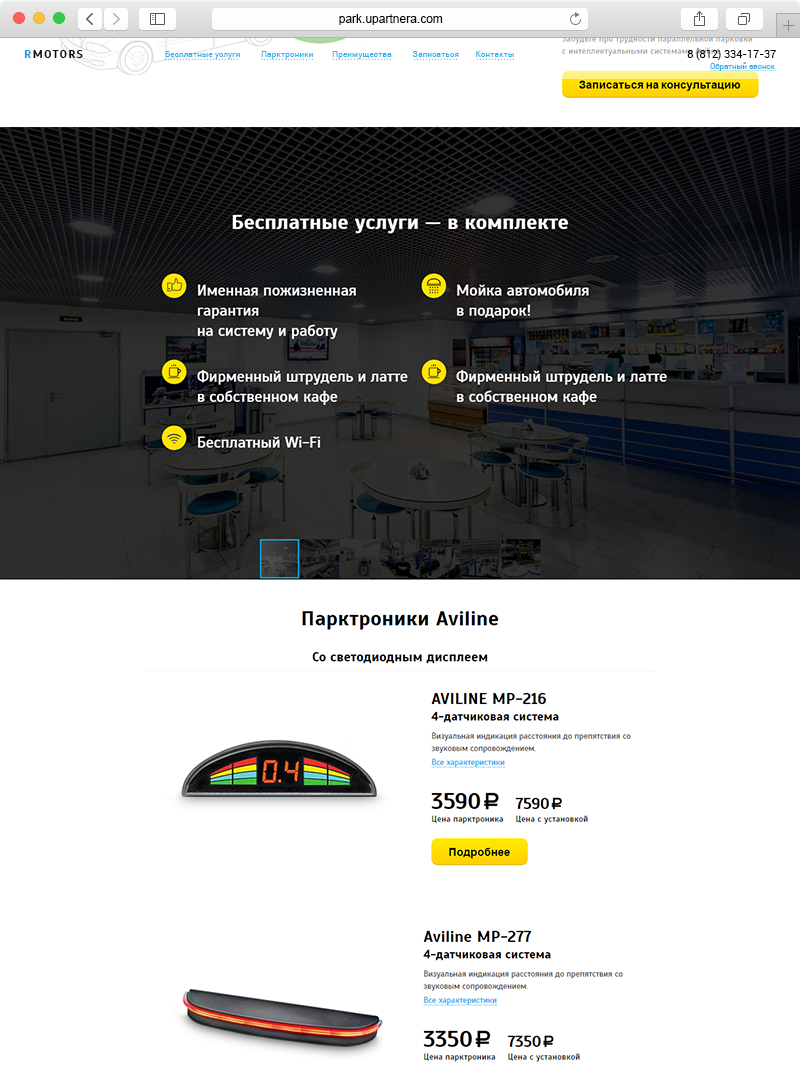 park.upartnera.com
Забудьте про трудности параллельной парковки
с интеллектуальными системами
RMOTORS
Бесплатные услуги
Парктроники
Преимущества
Записаться
Контакты
8 (812) 334-17-37
Обратный звонок
Записаться на консультацию
Бесплатные услуги — в комплекте
Именная пожизненная
гарантия
на систему и работу
Мойка автомобиля
в подарок!
Фирменный штрудель и латте
в собственном кафе
Фирменный штрудель и латте
в собственном кафе
Бесплатный Wi-Fi
Парктроники Aviline
Со светодиодным дисплеем
AVILINE MP-216
4-датчиковая система
Визуальная индикация расстояния до препятствия со
звуковым сопровождением.
Все характеристики
0.4
3590 ₽ 7590 ₽
Цена парктроника Цена с установкой
Подробнее
Aviline MP-277
4-датчиковая система
Визуальная индикация расстояния до препятствия со
звуковым сопровождением.
Все характеристики
3350 ₽ 7350 ₽
Цена парктроника Цена с установкой